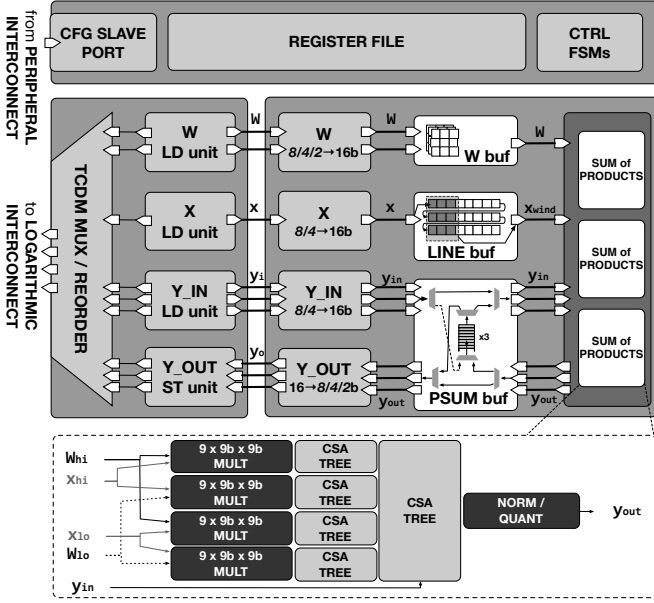 from PERIPHERAL
INTERCONNECT
CFG SLAVE
PORT
REGISTER FILE
CTRL
FSMs
to LOGARITHMIC
INTERCONNECT
TCDM MUX / REORDER
W
LD unit
W
W
8/4/2→16b
W
W buf
W
SUM of
PRODUCTS
X
LD unit
x
X
8/4→16b
x
LINE buf
xwind
SUM of
PRODUCTS
Y_IN
LD unit
yi
Y_IN
8/4→16b
yin
x3
yin
SUM of
PRODUCTS
Y_OUT
ST unit
yo
Y_OUT
16→8/4/2b
yout
PSUM buf
yout
Whi
xhi
xlo
Wlo
yin
9 x 9b x 9b
MULT
CSA
TREE
9 x 9b x 9b
MULT
CSA
TREE
9 x 9b x 9b
MULT
CSA
TREE
9 x 9b x 9b
MULT
CSA
TREE
CSA
TREE
NORM /
QUANT
yout